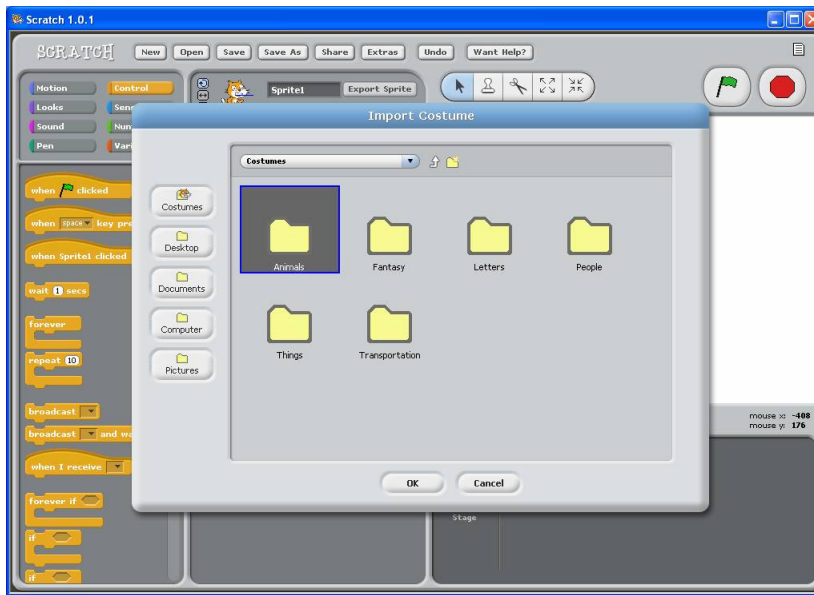 Scratch 1.0.1
SCRATCH New Open Save Save As Share Extras Undo Want Help?
Motion Control
Looks Sens
Sound Num
Pen Vari
Sprite1 Export Sprite
Import Costume
Costumes
Costumes
Desktop
Documents
Computer
Pictures
Animals Fantasy Letters People
Things Transportation
OK Cancel
when clicked
when space key pre
when Sprite1 clicked
wait 1 secs
forever
repeat 10
broadcast
broadcast and wa
when I receive
forever if
if
if
mouse x: -408
mouse y: 176
Stage